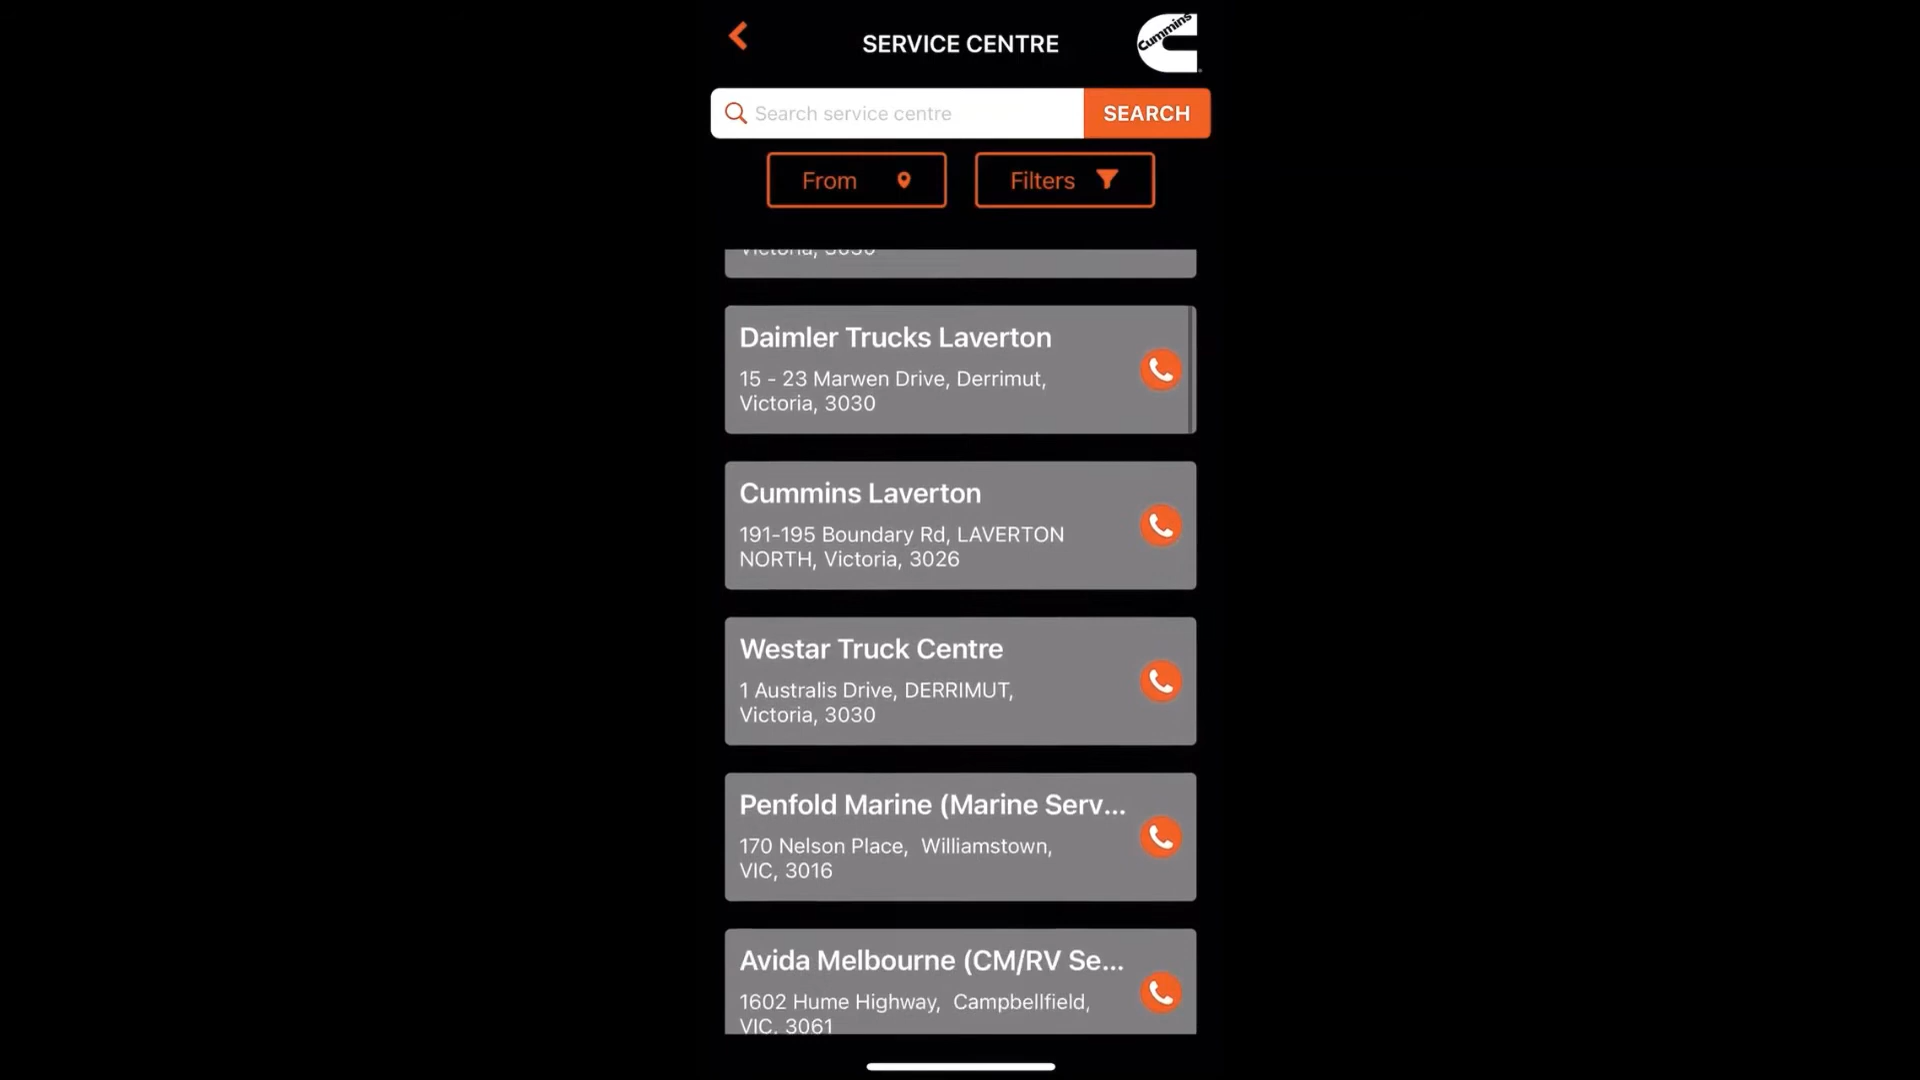 SERVICE CENTRE
Cummins
Search service centre
SEARCH
From
Filters
Victoria, 3030
Daimler Trucks Laverton
15 - 23 Marwen Drive, Derrimut,
Victoria, 3030
Cummins Laverton
191-195 Boundary Rd, LAVERTON
NORTH, Victoria, 3026
Westar Truck Centre
1 Australis Drive, DERRIMUT,
Victoria, 3030
Penfold Marine (Marine Serv...
170 Nelson Place,  Williamstown,
VIC, 3016
Avida Melbourne (CM/RV Se...
1602 Hume Highway,  Campbellfield,
VIC, 3061